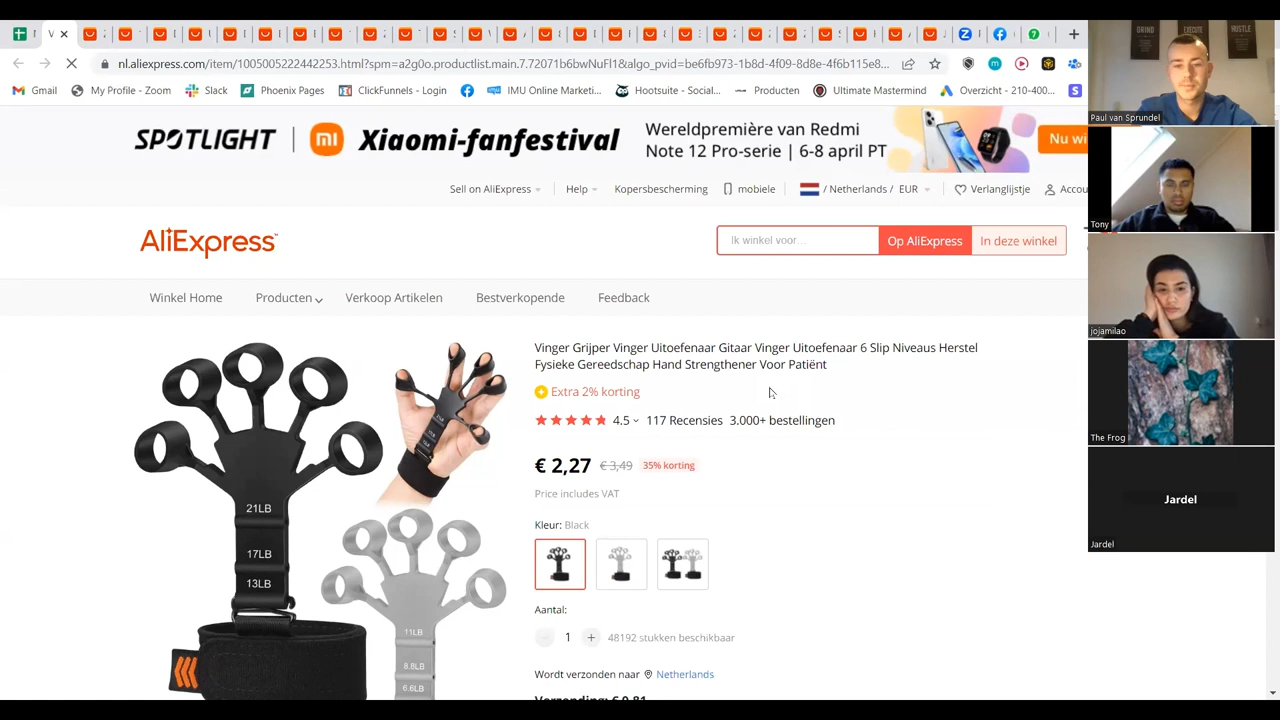 V
nl.aliexpress.com/item/1005005222442253.html?spm=a2g0o.productlist.main.7.72071b6bwNuFl1&algo_pvid=be6fb973-1b8d-4f09-8d8e-4f6b115e8...
Gmail
My Profile - Zoom
Slack
Phoenix Pages
ClickFunnels - Login
IMU Online Marketi...
Hootsuite - Social...
Producten
Ultimate Mastermind
Overzicht - 210-400...
SPOTLIGHT | Xiaomi-fanfestival
Wereldpremière van Redmi
Note 12 Pro-serie | 6-8 april PT
Nu wi
Sell on AliExpress
Help
Kopersbescherming
mobiele
/ Netherlands / EUR
Verlanglijstje
Accou
AliExpress
Ik winkel voor...
Op AliExpress
In deze winkel
Winkel Home
Producten
Verkoop Artikelen
Bestverkopende
Feedback
Vinger Grijper Vinger Uitoefenaar Gitaar Vinger Uitoefenaar 6 Slip Niveaus Herstel
Fysieke Gereedschap Hand Strengthener Voor Patiënt
Extra 2% korting
4.5
117 Recensies
3.000+ bestellingen
€ 2,27
€ 3,49
35% korting
Price includes VAT
Kleur: Black
Aantal:
1
48192 stukken beschikbaar
Wordt verzonden naar Netherlands
Verzending: € 0,81
21LB
17LB
13LB
11LB
8.8LB
6.6LB
GRIND
EXECUTE
HUSTLE
Paul van Sprundel
Tony
jojamilao
The Frog
Jardel
Jardel